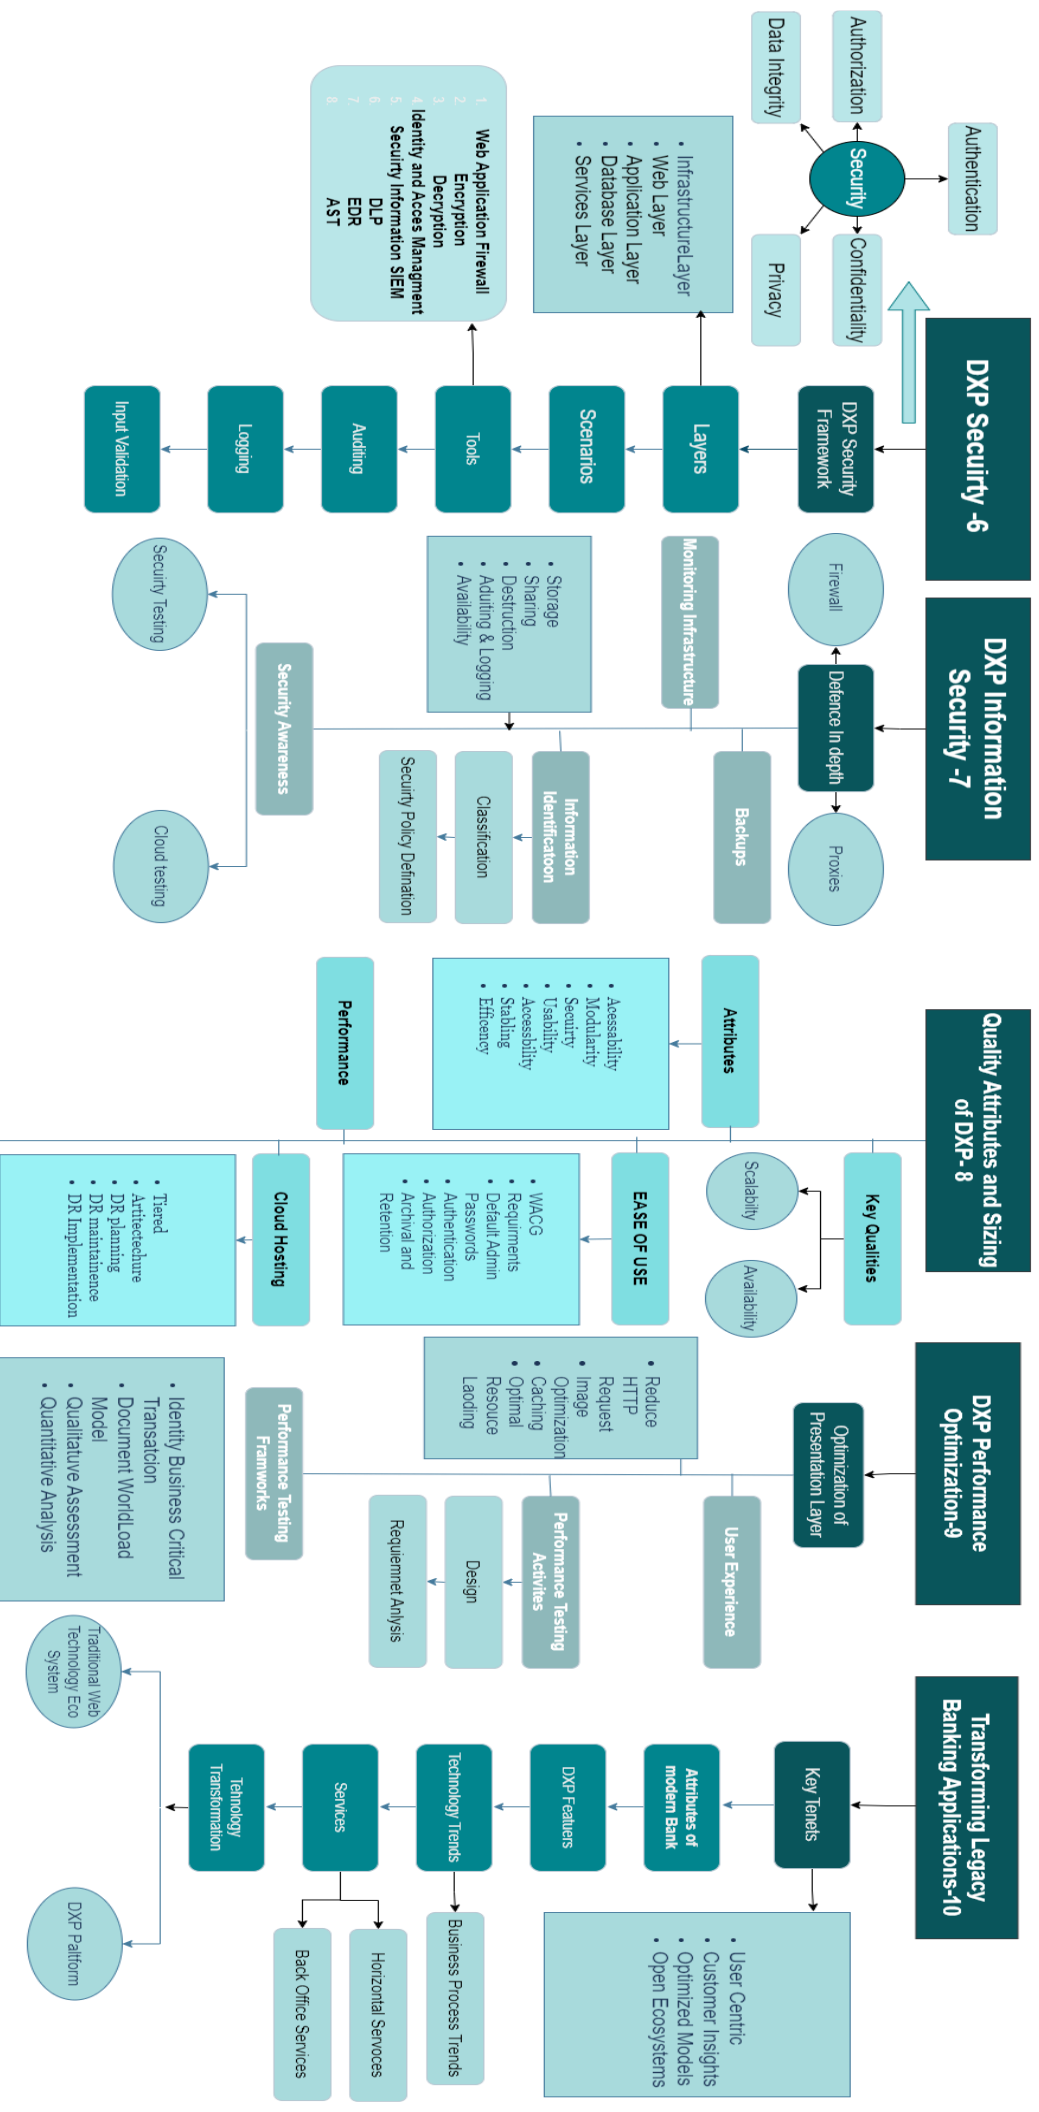 DXP Secuirty -6
Authentication
Authorization
Data Integrity
Security
Confidentiality
Privacy
DXP Security
Framework
Layers
• InfrastructureLayer
• Web Layer
• Application Layer
• Database Layer
• Services Layer
Scenarios
Tools
1 Web Application Firewall
2. Encryption
3 Decryption
4 Identity and Acces Managment
5 Secuirty Information SIEM
6 DLP
7. EDR
8. AST
Auditing
Logging
Input Validation
DXP Information
Security -7
Firewall
Defence In depth
Proxies
Monitoring Infrastructure
Backups
• Storage
• Sharing
• Destruction
• Aduiting & Logging
• Availability
Information
Identificatoon
Classification
Secuirty Policy Defination
Security Awareness
Secuirty Testing
Cloud testing
Quality Attributes and Sizing
of DXP- 8
Key Qualities
Scalabilty
Availability
Attributes
• Acessability
• Modularity
• Secuirty
• Usability
• Accessbility
• Stabling
• Efficency
EASE OF USE
• WACG
• Requirments
• Default Admin
Passwords
• Authentication
• Authorization
• Archival and
Retention
Performance
Cloud Hosting
• Tiered
• Artitectechure
• DR planning
• DR maintainence
• DR Implementation
DXP Performance
Optimization-9
Optimization of
Presentation Layer
User Experience
• Reduce
HTTP
Request
• Image
Optimization
• Caching
• Optimal
Resouce
Laoding
Performance Testing
Activites
Design
Requiemnet Anlysis
Performance Testing
Framworks
• Identity Business Critical
Transatcion
• Document WorldLoad
Model
• Qualitatuve Assessment
• Quantitative Analysis
Transforming Legacy
Banking Applications-10
Key Tenets
• User Centric
• Customer Insights
• Optimized Models
• Open Ecosystems
Attributes of
modern Bank
DXP Featuers
Technology Trends
Business Process Trends
Services
Horizontal Servoces
Back Office Services
Tehnology
Transformation
Traditional Web
Technology Eco
System
DXP Paltform